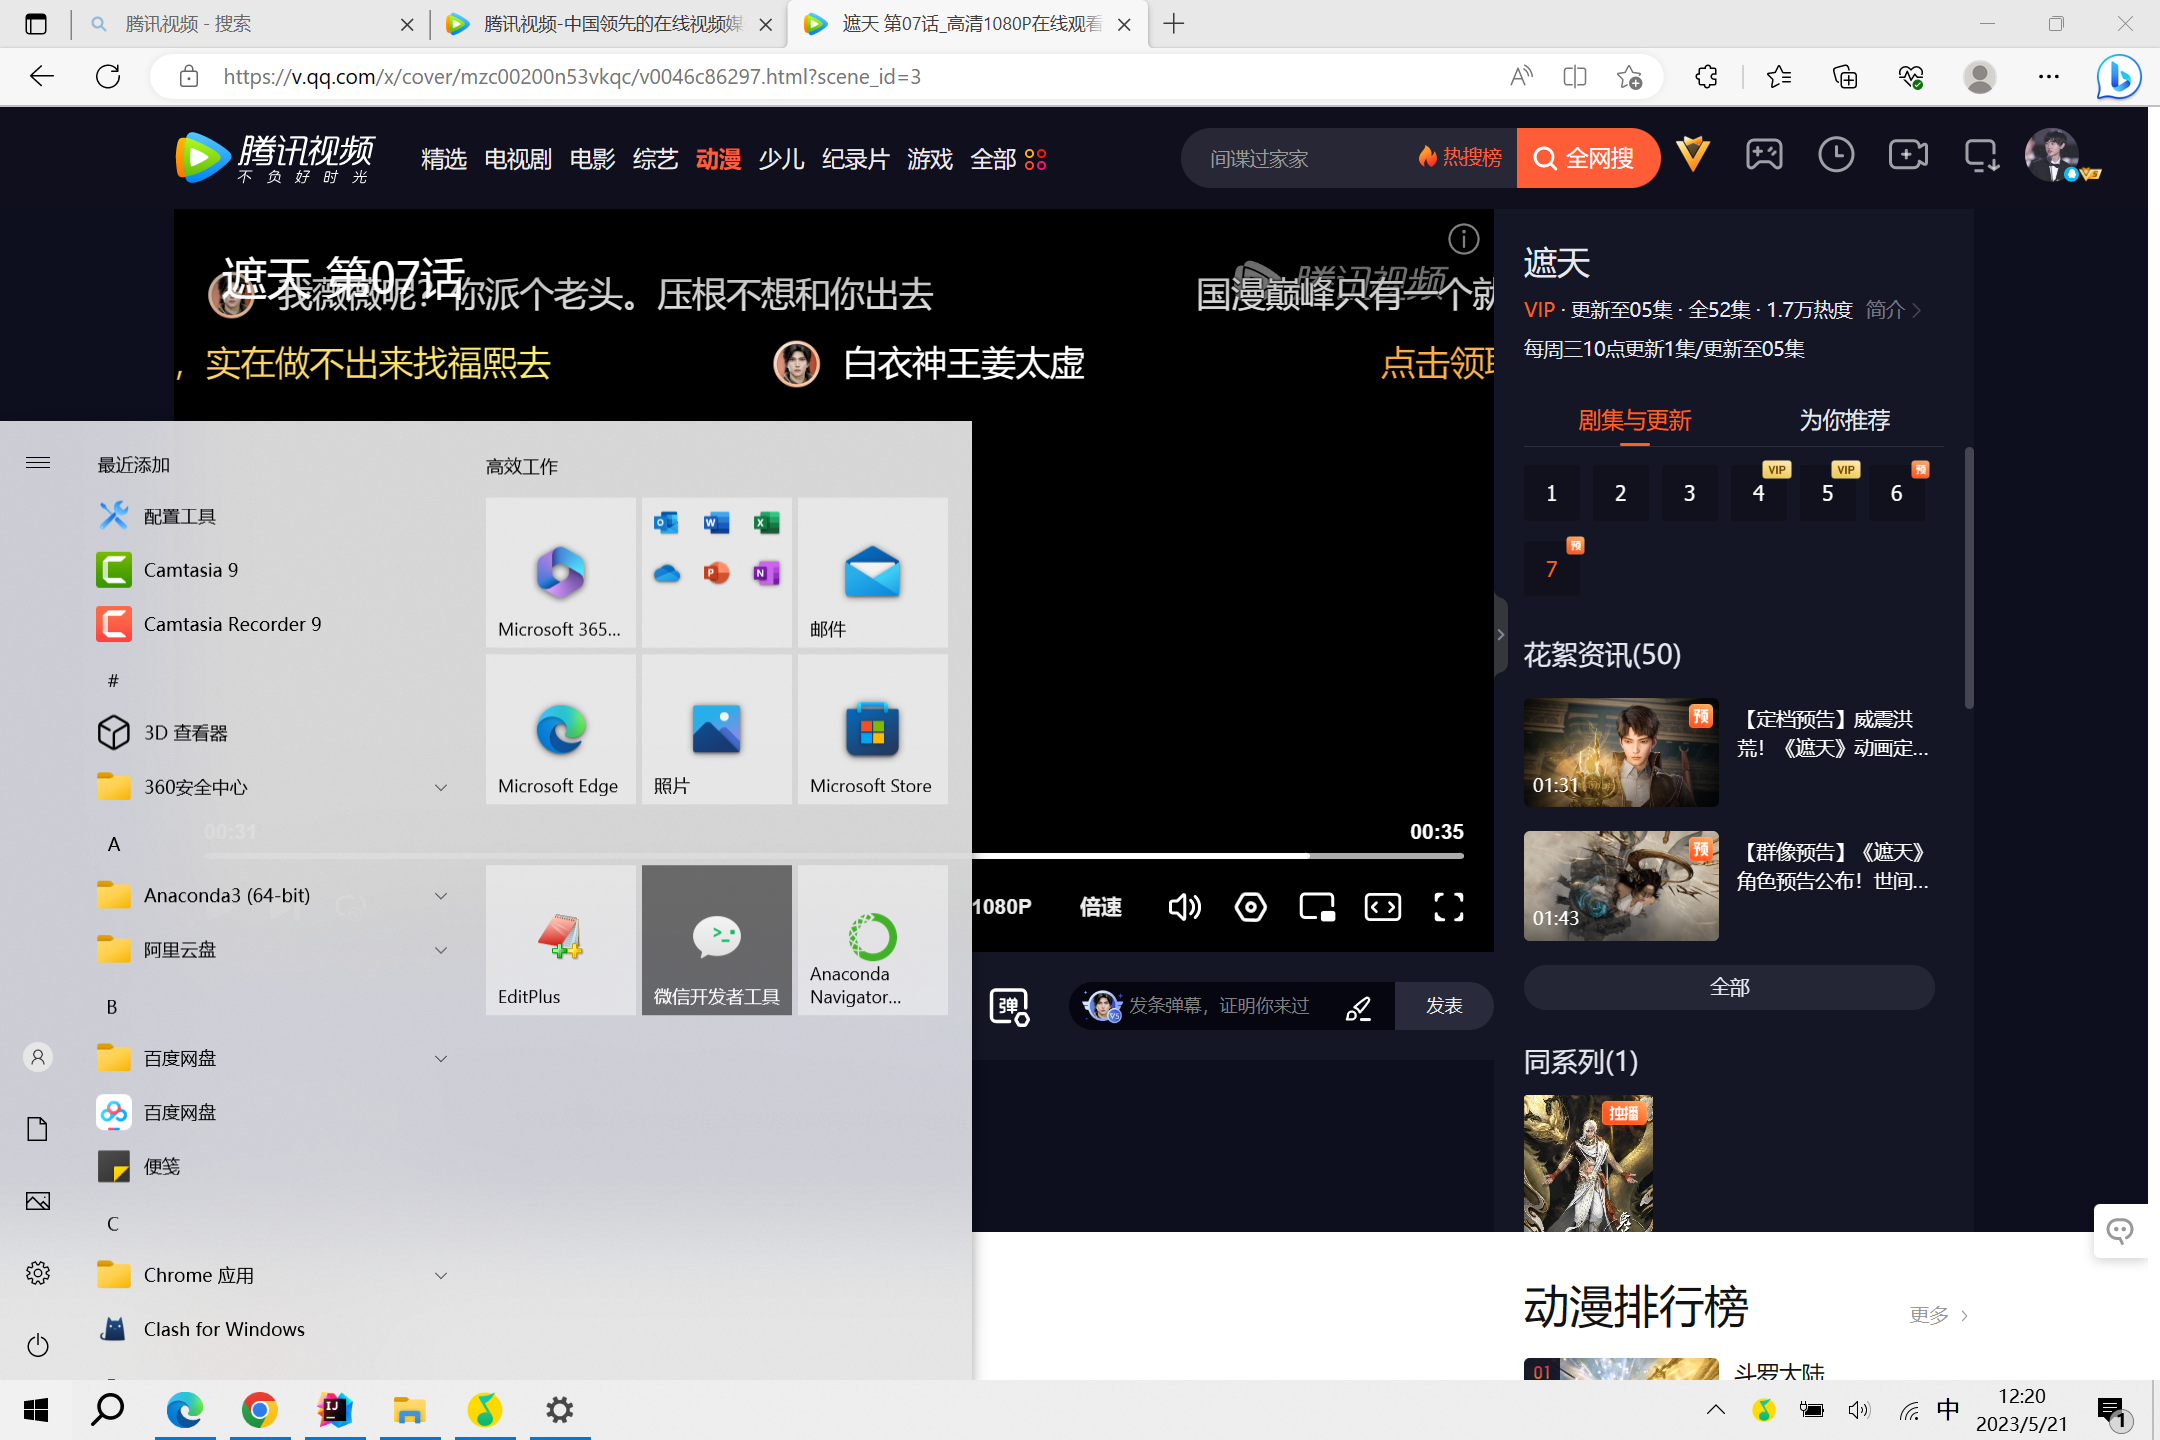 腾讯视频 - 搜索
腾讯视频-中国领先的在线视频媒
遮天 第07话_高清1080P在线观看
https://v.qq.com/x/cover/mzc00200n53vkqc/v0046c86297.html?scene_id=3
腾讯视频
不负好时光
精选 电视剧 电影 综艺 动漫 少儿 纪录片 游戏 全部
间谍过家家
热搜榜
全网搜
遮天 第07话
我薇薇呢？你派个老头。压根不想和你出去
腾讯视频
国漫巅峰只有一个就
，实在做不出来找福熙去
白衣神王姜太虚
点击领取
遮天
VIP · 更新至05集 · 全52集 · 1.7万热度 简介
每周三10点更新1集/更新至05集
剧集与更新
为你推荐
1
2
3
4
VIP
5
VIP
6
预
7
预
花絮资讯(50)
预
01:31
【定档预告】威震洪
荒！《遮天》动画定...
预
01:43
【群像预告】《遮天》
角色预告公布！世间...
全部
同系列(1)
独播
动漫排行榜
更多
01
斗罗大陆
00:31
00:35
1080P
倍速
弹
发条弹幕，证明你来过
发表
最近添加
配置工具
Camtasia 9
Camtasia Recorder 9
#
3D 查看器
360安全中心
A
Anaconda3 (64-bit)
阿里云盘
B
百度网盘
百度网盘
便笺
C
Chrome 应用
Clash for Windows
高效工作
Microsoft 365...
邮件
Microsoft Edge
照片
Microsoft Store
EditPlus
微信开发者工具
Anaconda
Navigator...
中
12:20
2023/5/21
1